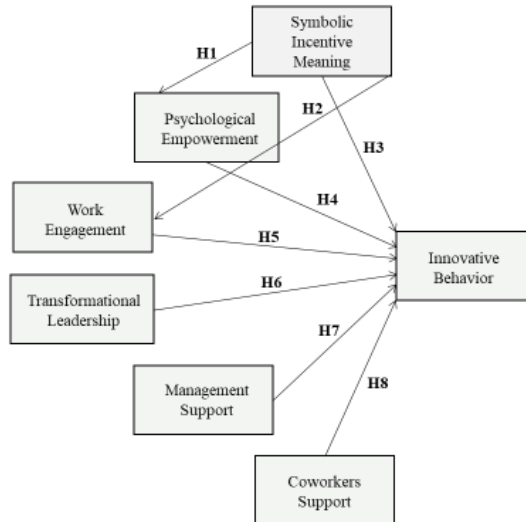 Symbolic
Incentive
Meaning
H1
H2
Psychological
Empowerment
H3
H4
Work
Engagement
H5
Innovative
Behavior
H6
Transformational
Leadership
H7
Management
Support
H8
Coworkers
Support